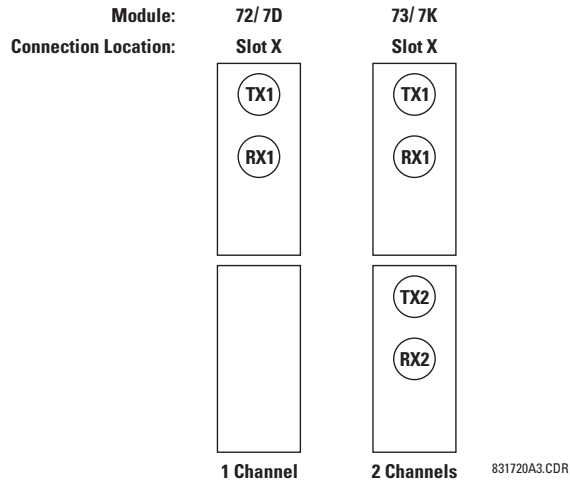 Module: 72/ 7D 73/ 7K
Connection Location: Slot X Slot X
TX1 TX1
RX1 RX1
TX2
RX2
1 Channel 2 Channels 831720A3.CDR